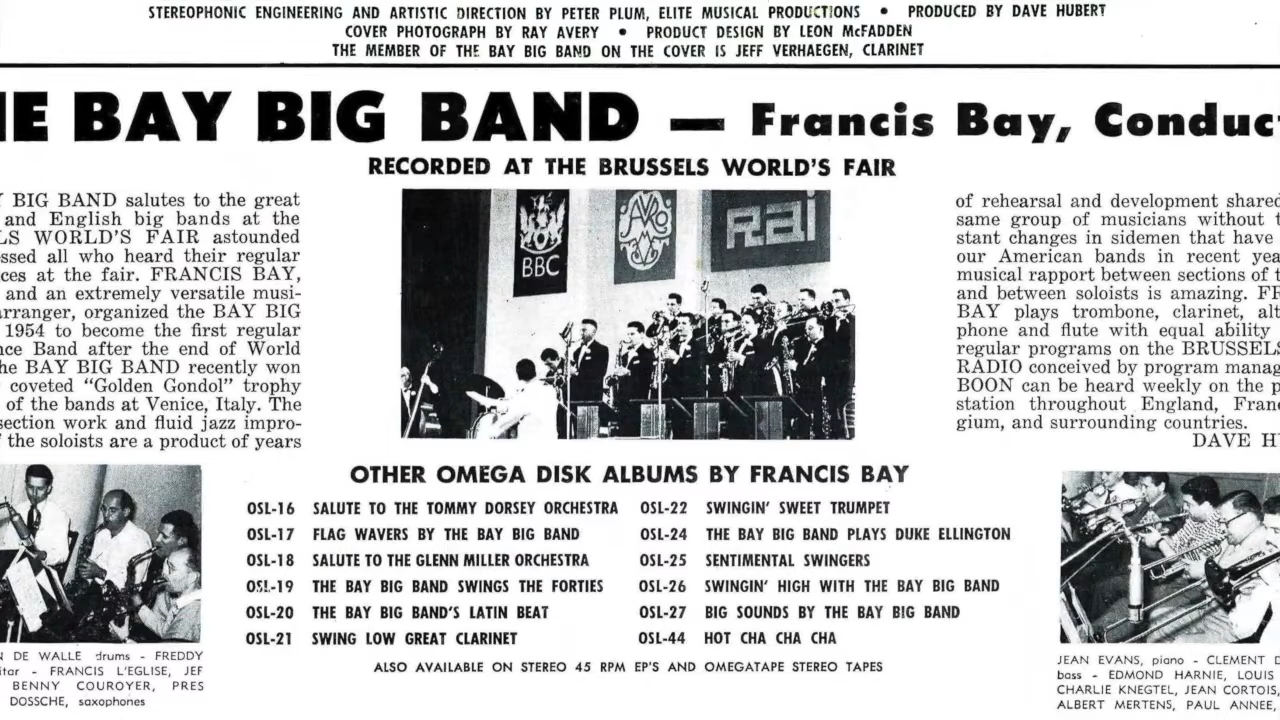 STEREOPHONIC ENGINEERING AND ARTISTIC DIRECTION BY PETER PLUM, ELITE MUSICAL PRODUCTIONS • PRODUCED BY DAVE HUBERT
COVER PHOTOGRAPH BY RAY AVERY • PRODUCT DESIGN BY LEON McFADDEN
THE MEMBER OF THE BAY BIG BAND ON THE COVER IS JEFF VERHAEGEN, CLARINET
HE BAY BIG BAND — Francis Bay, Conduct
RECORDED AT THE BRUSSELS WORLD'S FAIR
Y BIG BAND salutes to the great
and English big bands at the
LS WORLD'S FAIR astounded
essed all who heard their regular
ces at the fair. FRANCIS BAY,
and an extremely versatile musi-
arranger, organized the BAY BIG
1954 to become the first regular
nce Band after the end of World
he BAY BIG BAND recently won
coveted "Golden Gondol" trophy
of the bands at Venice, Italy. The
section work and fluid jazz impro-
the soloists are a product of years
BBC
AVRO
rai
of rehearsal and development shared
same group of musicians without
stant changes in sidemen that have
our American bands in recent yea
musical rapport between sections of t
and between soloists is amazing. FR
BAY plays trombone, clarinet, alt
phone and flute with equal ability
regular programs on the BRUSSELS
RADIO conceived by program manag
BOON can be heard weekly on the p
station throughout England, Franc
gium, and surrounding countries.
DAVE H
OTHER OMEGA DISK ALBUMS BY FRANCIS BAY
OSL-16 SALUTE TO THE TOMMY DORSEY ORCHESTRA
OSL-17 FLAG WAVERS BY THE BAY BIG BAND
OSL-18 SALUTE TO THE GLENN MILLER ORCHESTRA
OSL-19 THE BAY BIG BAND SWINGS THE FORTIES
OSL-20 THE BAY BIG BAND'S LATIN BEAT
OSL-21 SWING LOW GREAT CLARINET
OSL-22 SWINGIN' SWEET TRUMPET
OSL-24 THE BAY BIG BAND PLAYS DUKE ELLINGTON
OSL-25 SENTIMENTAL SWINGERS
OSL-26 SWINGIN' HIGH WITH THE BAY BIG BAND
OSL-27 BIG SOUNDS BY THE BAY BIG BAND
OSL-44 HOT CHA CHA CHA
ALSO AVAILABLE ON STEREO 45 RPM EP'S AND OMEGATAPE STEREO TAPES
N DE WALLE drums - FREDDY
itar - FRANCIS L'EGLISE, JEF
BENNY COUROYER, PRES
DOSSCHE, saxophones
JEAN EVANS, piano - CLEMENT D
bass - EDMOND HARNIE, LOUIS
CHARLIE KNEGTEL, JEAN CORTOIS,
ALBERT MERTENS, PAUL ANNEE,